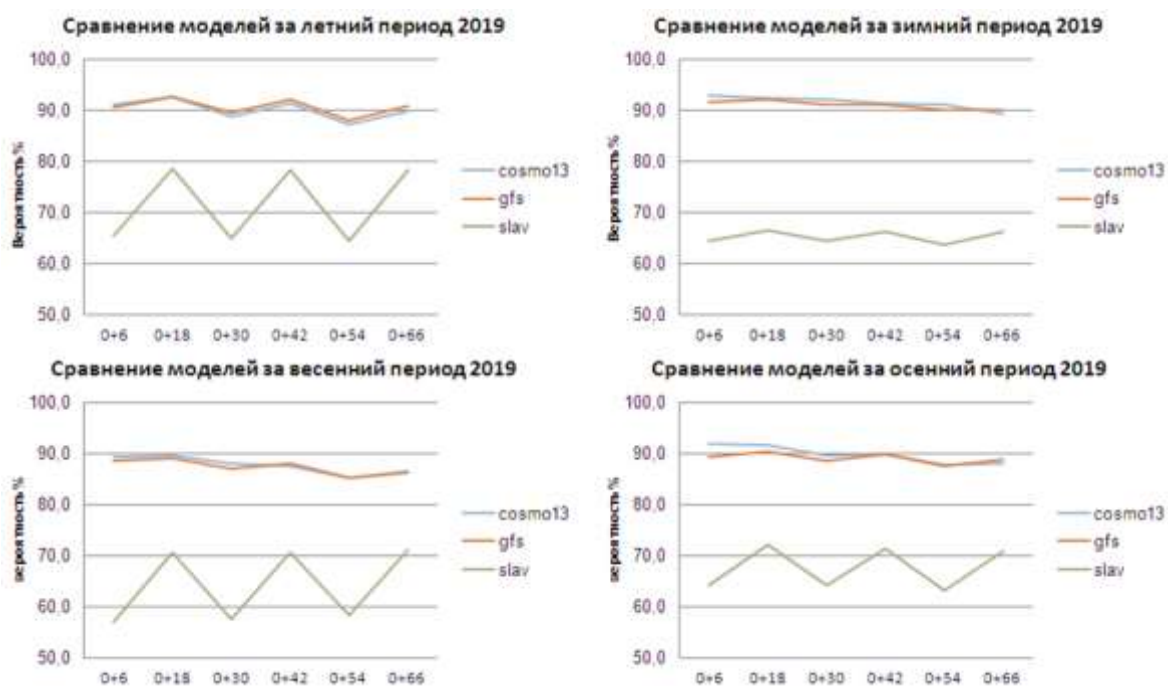 Сравнение моделей за летний период 2019
100,0
90,0
80,0
70,0
60,0
50,0
Вероятность %
0+6 0+18 0+30 0+42 0+54 0+66
cosmo13
gfs
slav
Сравнение моделей за зимний период 2019
100,0
90,0
80,0
70,0
60,0
50,0
Вероятность %
0+6 0+18 0+30 0+42 0+54 0+66
cosmo13
gfs
slav
Сравнение моделей за весенний период 2019
100,0
90,0
80,0
70,0
60,0
50,0
вероятность %
0+6 0+18 0+30 0+42 0+54 0+66
cosmo13
gfs
slav
Сравнение моделей за осенний период 2019
100,0
90,0
80,0
70,0
60,0
50,0
вероятность %
0+6 0+18 0+30 0+42 0+54 0+66
cosmo13
gfs
slav